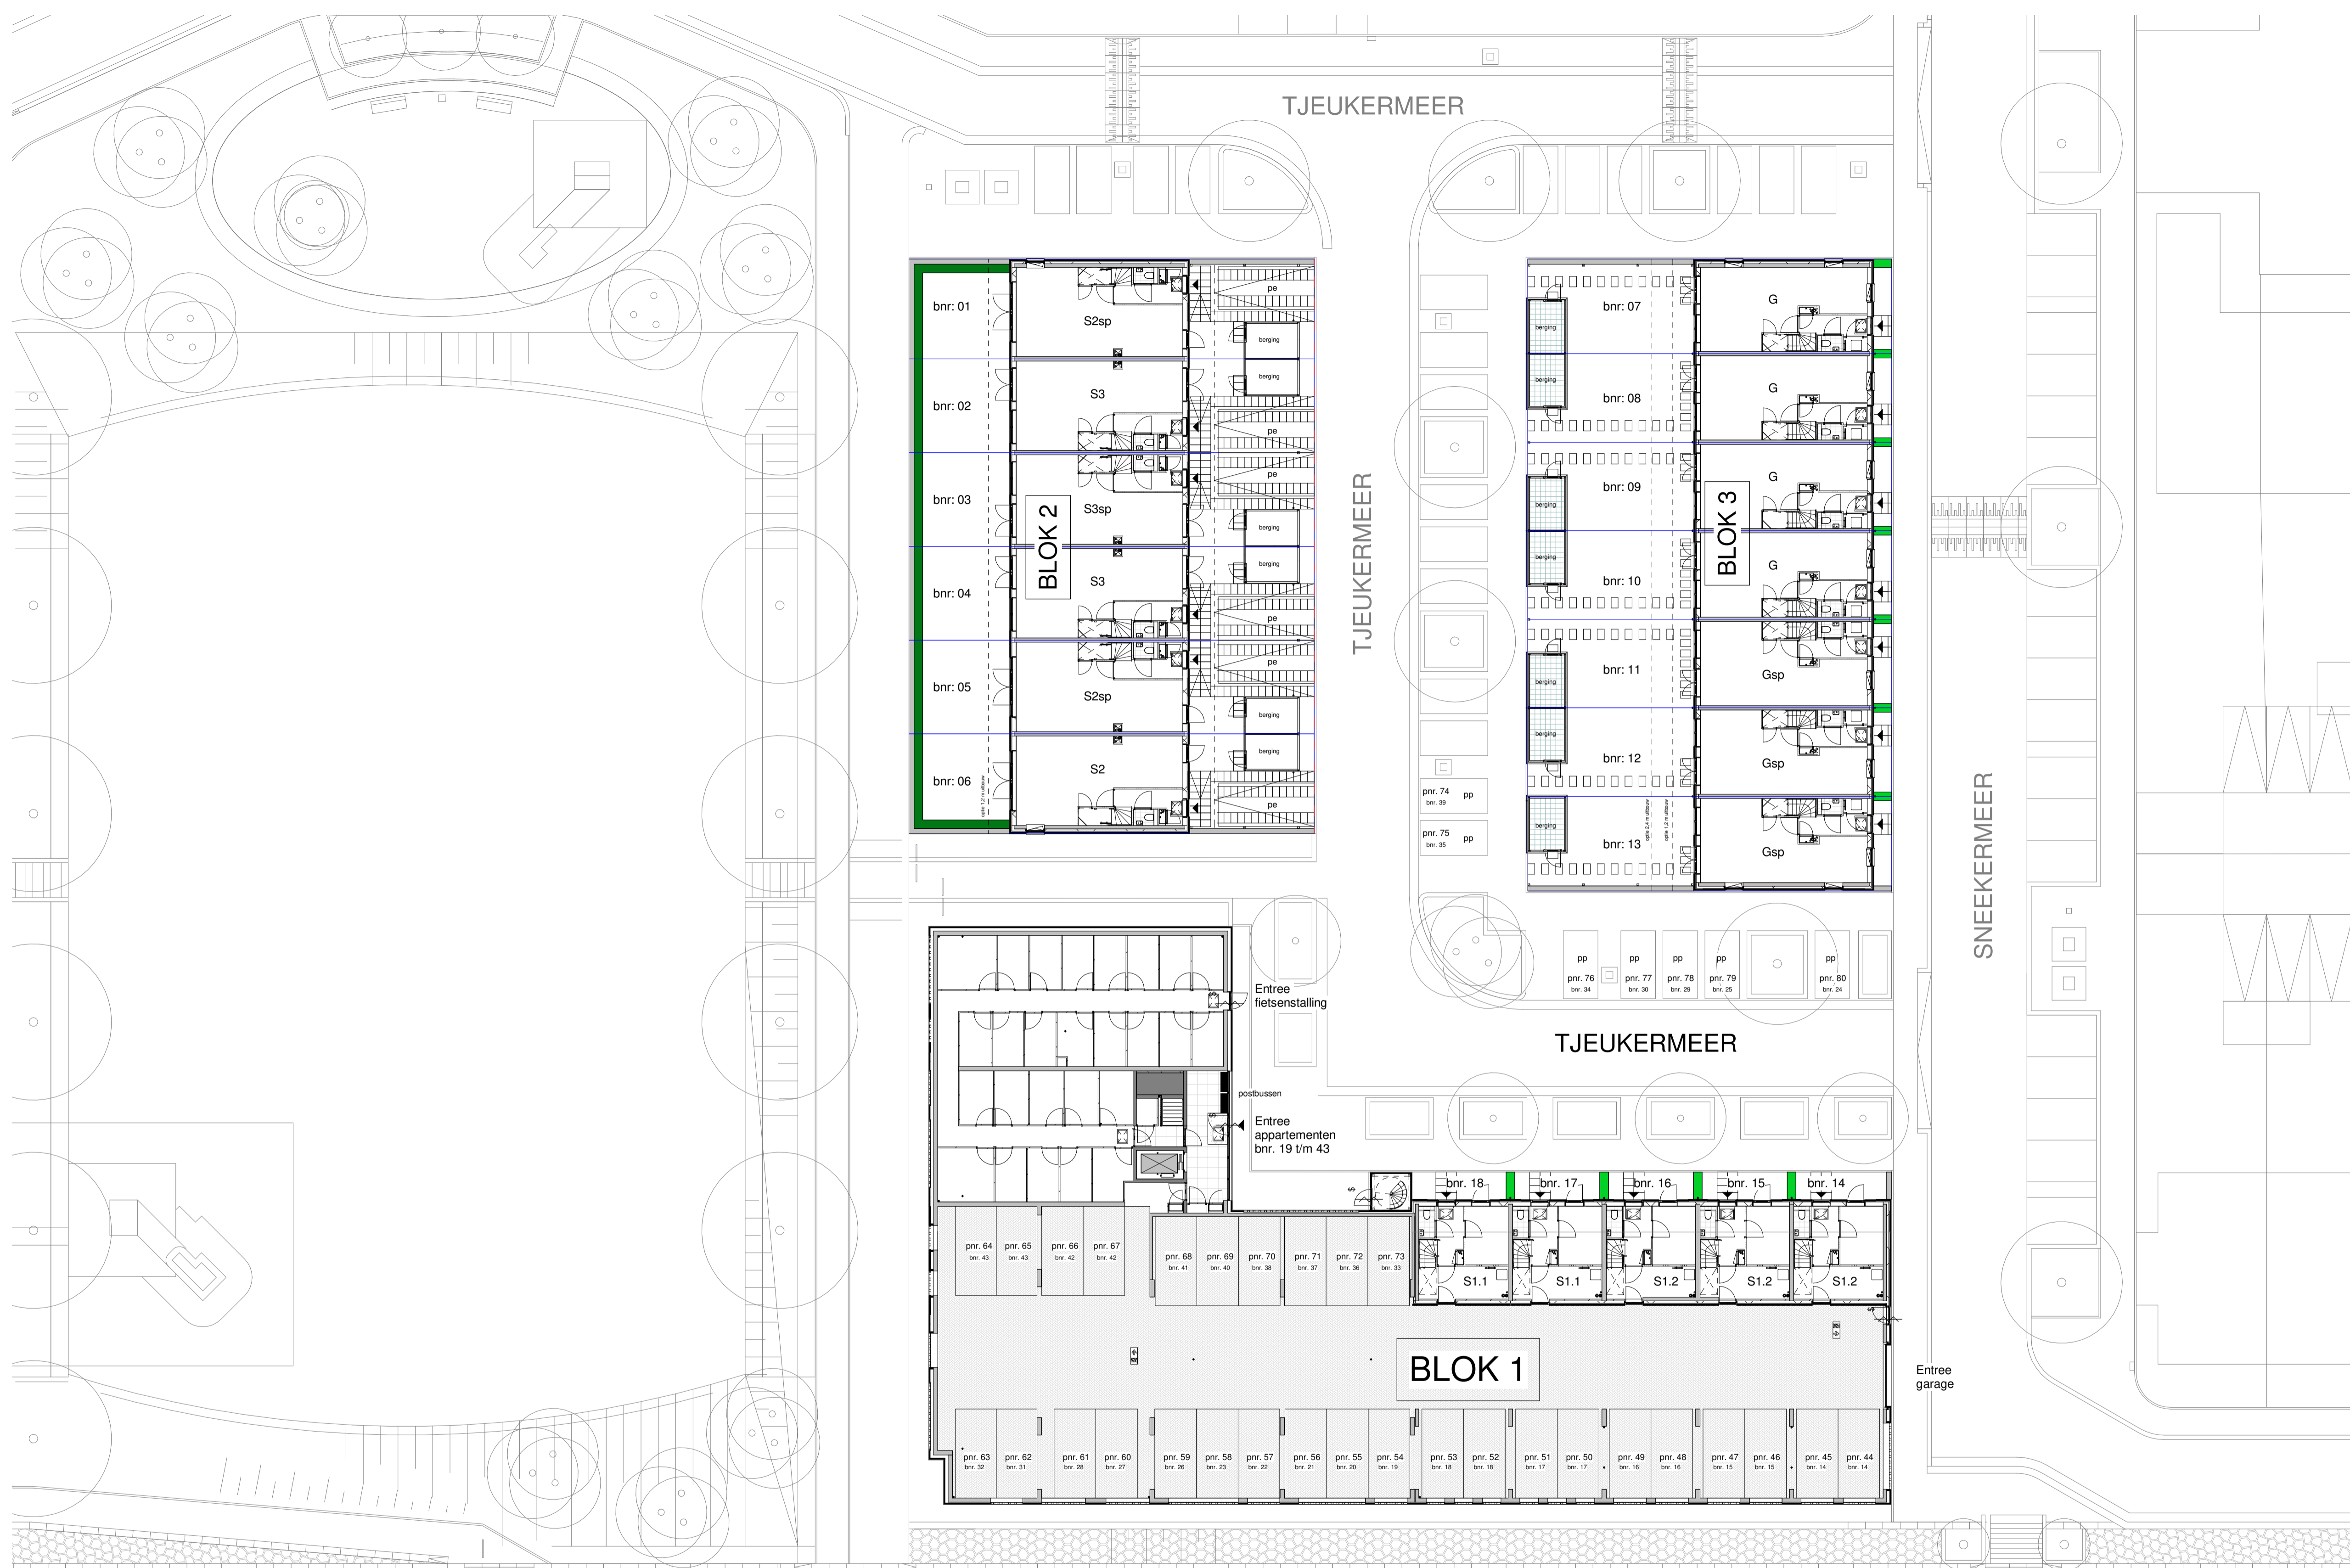 TJEUKERMEER
bnr: 01
S2sp
pe
berging
berging
bnr: 02
S3
pe
bnr: 03
S3sp
pe
berging
BLOK 2
bnr: 04
S3
berging
pe
bnr: 05
S2sp
pe
berging
bnr: 06
S2
berging
pe
optie 1,2 m uitbouw
TJEUKERMEER
bnr: 07
G
berging
bnr: 08
G
berging
bnr: 09
G
berging
BLOK 3
bnr: 10
G
berging
bnr: 11
Gsp
berging
bnr: 12
Gsp
berging
bnr: 13
Gsp
berging
optie 2,4 m uitbouw
optie 1,2 m uitbouw
SNEEKERMEER
pnr. 74
bnr. 39
pp
pnr. 75
bnr. 35
pp
pp
pnr. 76
bnr. 34
pp
pnr. 77
bnr. 30
pp
pnr. 78
bnr. 29
pp
pnr. 79
bnr. 25
pp
pnr. 80
bnr. 24
TJEUKERMEER
Entree
fietsenstalling
postbussen
Entree
appartementen
bnr. 19 t/m 43
bnr. 18
bnr. 17
bnr. 16
bnr. 15
bnr. 14
S1.1
S1.1
S1.2
S1.2
S1.2
pnr. 64
bnr. 43
pnr. 65
bnr. 43
pnr. 66
bnr. 42
pnr. 67
bnr. 42
pnr. 68
bnr. 41
pnr. 69
bnr. 40
pnr. 70
bnr. 38
pnr. 71
bnr. 37
pnr. 72
bnr. 36
pnr. 73
bnr. 33
BLOK 1
Entree
garage
pnr. 63
bnr. 32
pnr. 62
bnr. 31
pnr. 61
bnr. 28
pnr. 60
bnr. 27
pnr. 59
bnr. 26
pnr. 58
bnr. 23
pnr. 57
bnr. 22
pnr. 56
bnr. 21
pnr. 55
bnr. 20
pnr. 54
bnr. 19
pnr. 53
bnr. 18
pnr. 52
bnr. 18
pnr. 51
bnr. 17
pnr. 50
bnr. 17
pnr. 49
bnr. 16
pnr. 48
bnr. 16
pnr. 47
bnr. 15
pnr. 46
bnr. 15
pnr. 45
bnr. 14
pnr. 44
bnr. 14